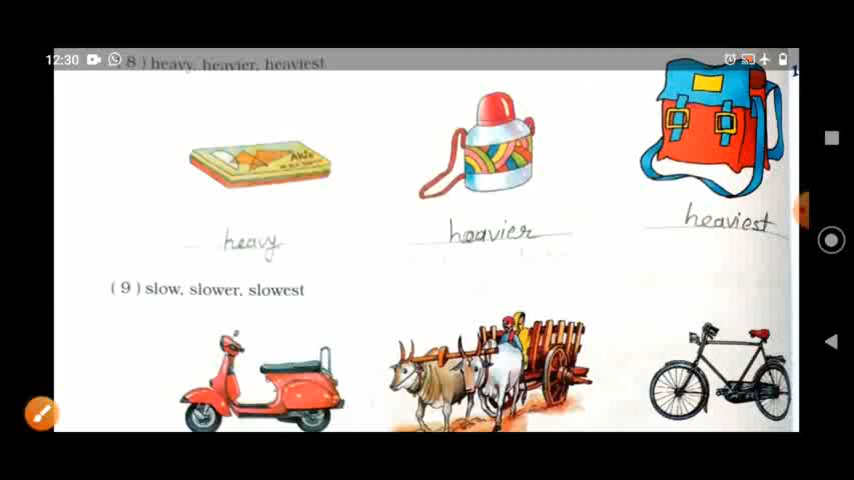 12:30
( 8 ) heavy, heavier, heaviest
heavy
heavier
heaviest
( 9 ) slow, slower, slowest